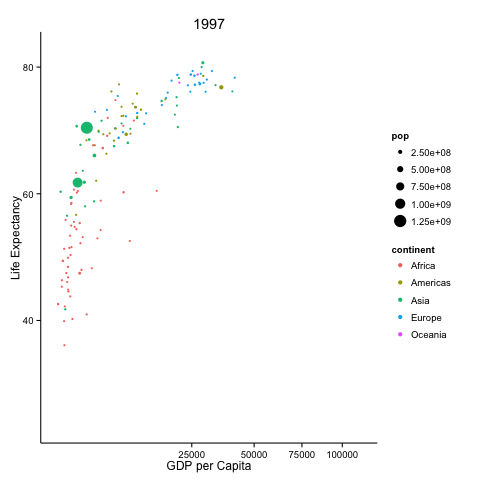 1997
80
60
40
Life Expectancy
25000 50000 75000 100000
GDP per Capita
pop
2.50e+08
5.00e+08
7.50e+08
1.00e+09
1.25e+09
continent
Africa
Americas
Asia
Europe
Oceania